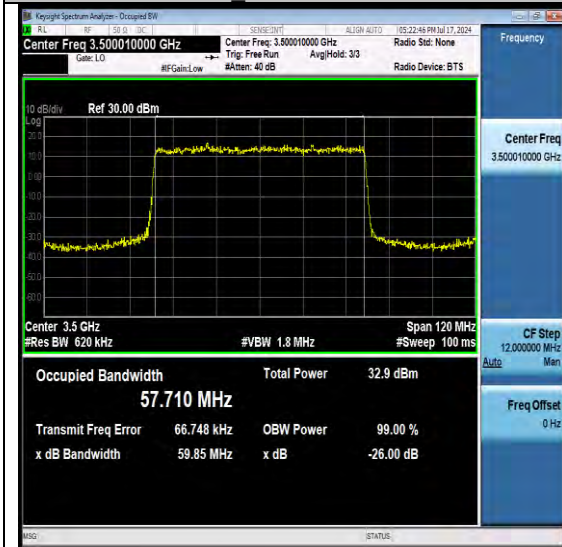 Keysight Spectrum Analyzer - Occupied BW
RL RF 50 Ω DC SENSE:INT ALIGN AUTO 05:22:46 PM Jul 17, 2024
Center Freq 3.500010000 GHz Center Freq: 3.500010000 GHz Radio Std: None Frequency
Gate: LO Trig: Free Run Avg|Hold: 3/3
#IFGain:Low #Atten: 40 dB Radio Device: BTS
10 dB/div Ref 30.00 dBm
Log
20.0
10.0
0.00
-10.0
-20.0
-30.0
-40.0
-50.0
-60.0
Center Freq
3.500010000 GHz
Center 3.5 GHz Span 120 MHz
#Res BW 620 kHz #VBW 1.8 MHz #Sweep 100 ms
CF Step
12.000000 MHz
Auto Man
Occupied Bandwidth Total Power 32.9 dBm
57.710 MHz
Freq Offset
0 Hz
Transmit Freq Error 66.748 kHz OBW Power 99.00 %
x dB Bandwidth 59.85 MHz x dB -26.00 dB
MSG STATUS